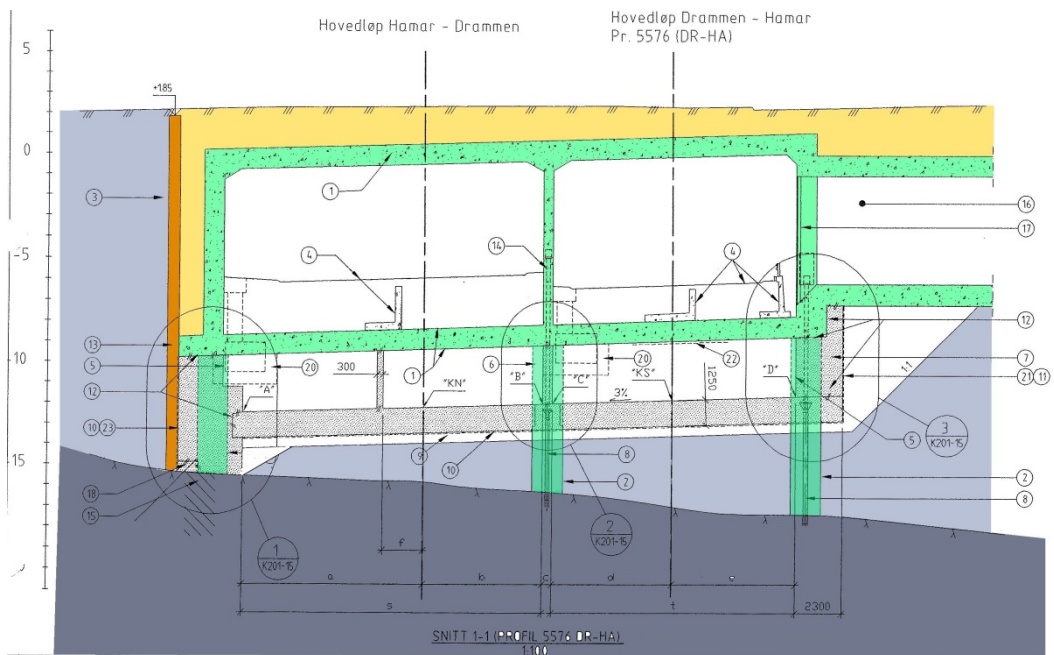 Hovedløp Hamar - Drammen
Hovedløp Drammen - Hamar
Pr. 5576 (DR-HA)
5
+1.85
0
1
3
16
17
14
4
4
-5
13
12
5
20
6
20
22
7
10
300
"A"
"KN"
1
"B"
"C"
"KS"
3%
1250
"D"
1:1
21
11
12
10
23
9
10
8
2
5
3
K201-15
2
8
-15
18
15
1
K201-15
2
K201-15
f
a
b
c
d
e
s
t
2300
SNITT 1-1 (PROFIL 5576 DR-HA)
1:100